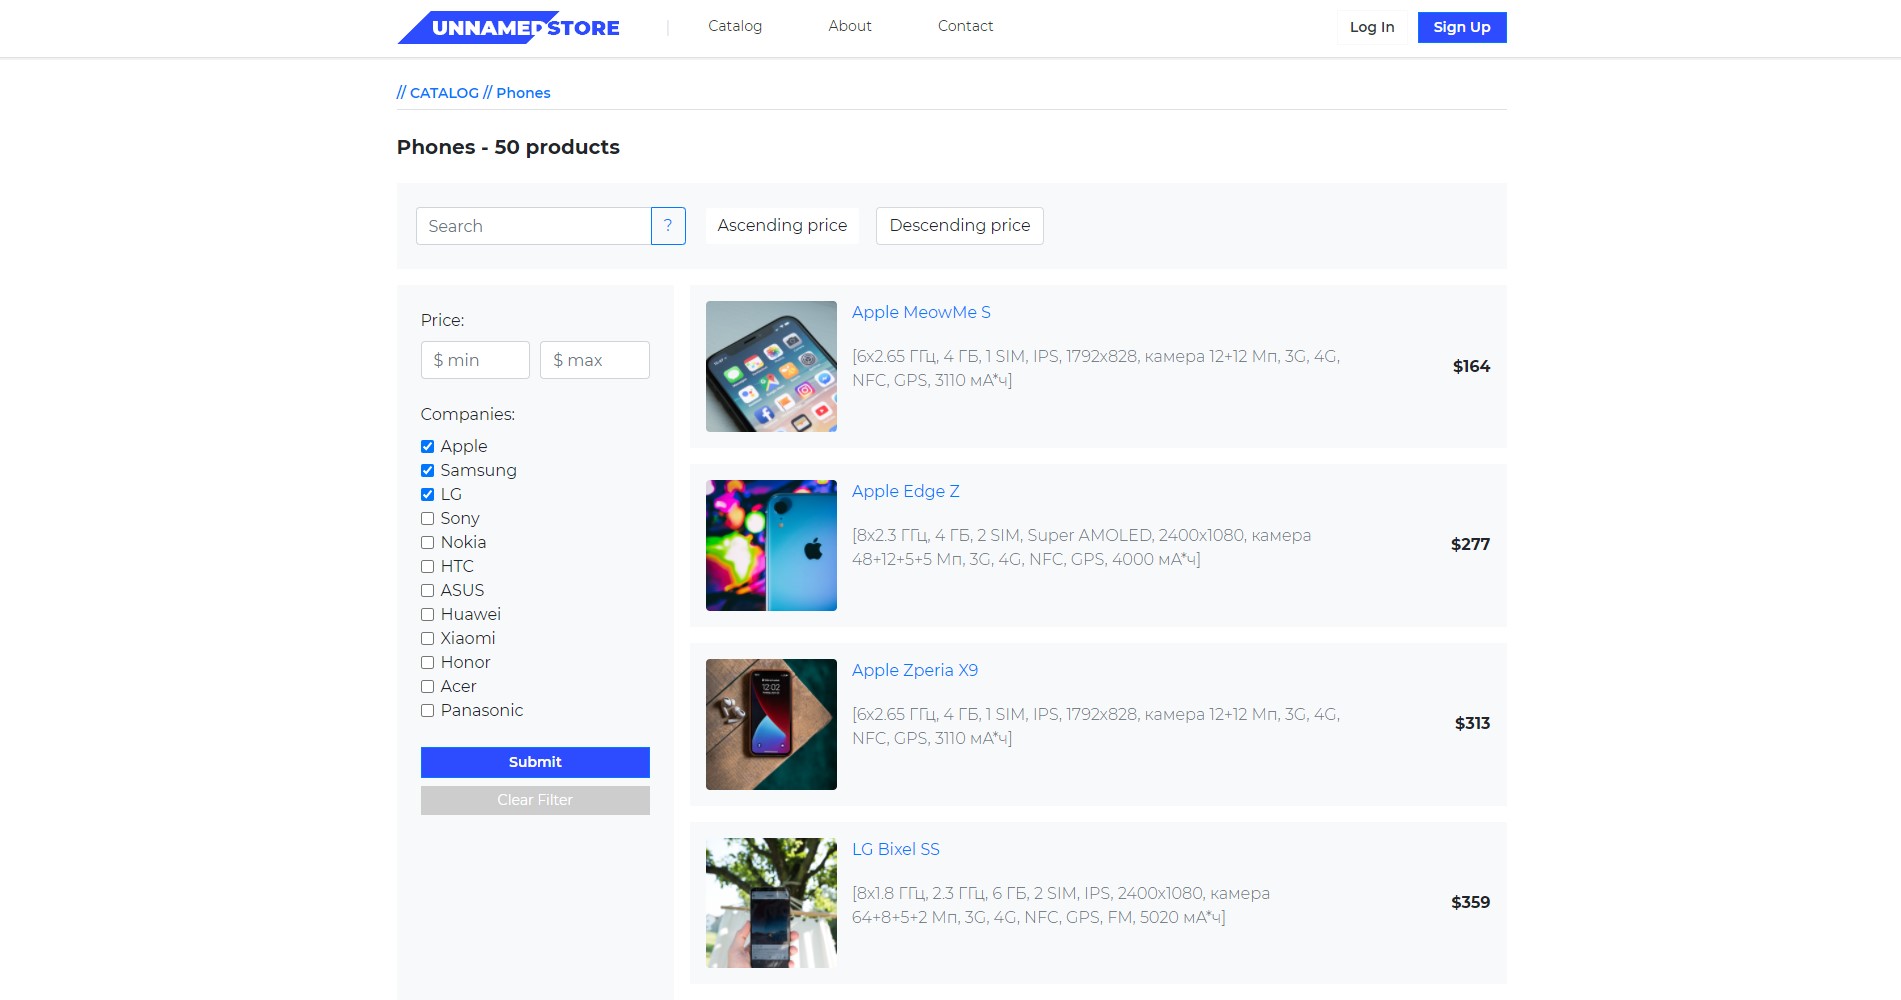 UNNAMEDSTORE | Catalog About Contact Log In Sign Up
// CATALOG // Phones
Phones - 50 products
Search ? Ascending price Descending price
Price:
$ min $ max
Companies:
Apple
Samsung
LG
Sony
Nokia
HTC
ASUS
Huawei
Xiaomi
Honor
Acer
Panasonic
Submit
Clear Filter
Apple MeowMe S
[6x2.65 ГГц, 4 ГБ, 1 SIM, IPS, 1792x828, камера 12+12 Мп, 3G, 4G,
NFC, GPS, 3110 мА*ч]
$164
Apple Edge Z
[8x2.3 ГГц, 4 ГБ, 2 SIM, Super AMOLED, 2400x1080, камера
48+12+5+5 Мп, 3G, 4G, NFC, GPS, 4000 мА*ч]
$277
12:02
Apple Zperia X9
[6x2.65 ГГц, 4 ГБ, 1 SIM, IPS, 1792x828, камера 12+12 Мп, 3G, 4G,
NFC, GPS, 3110 мА*ч]
$313
LG Bixel SS
[8x1.8 ГГц, 2.3 ГГц, 6 ГБ, 2 SIM, IPS, 2400x1080, камера
64+8+5+2 Мп, 3G, 4G, NFC, GPS, FM, 5020 мА*ч]
$359